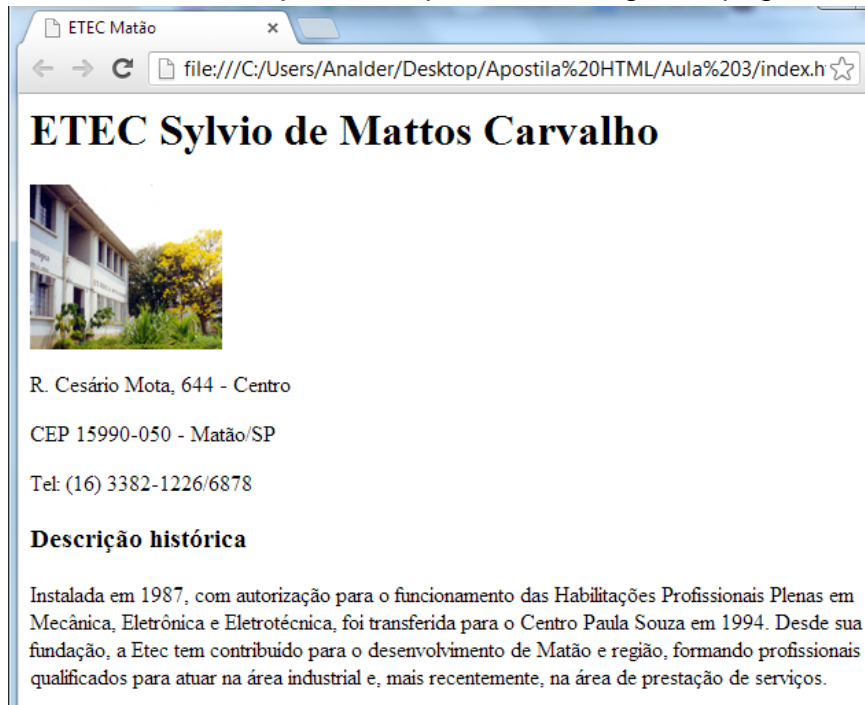 ETEC Matão
file:///C:/Users/Analder/Desktop/Apostila%20HTML/Aula%203/index.h
ETEC Sylvio de Mattos Carvalho
R. Cesário Mota, 644 - Centro
CEP 15990-050 - Matão/SP
Tel: (16) 3382-1226/6878
Descrição histórica
Instalada em 1987, com autorização para o funcionamento das Habilitações Profissionais Plenas em
Mecânica, Eletrônica e Eletrotécnica, foi transferida para o Centro Paula Souza em 1994. Desde sua
fundação, a Etec tem contribuido para o desenvolvimento de Matão e região, formando profissionais
qualificados para atuar na área industrial e, mais recentemente, na área de prestação de serviços.